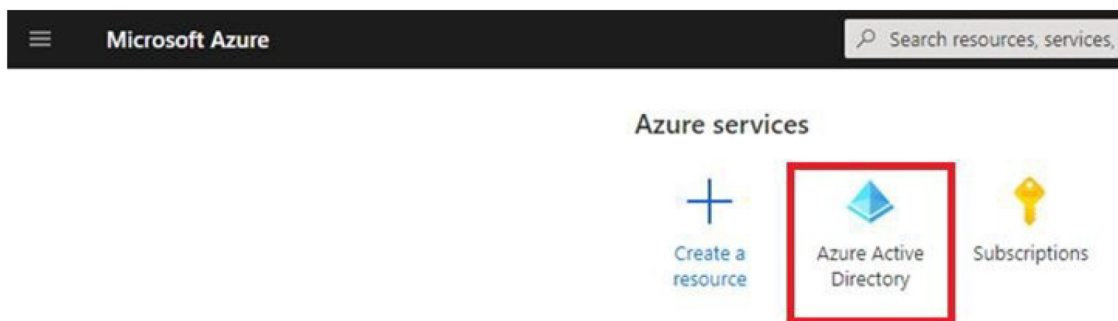 Microsoft Azure
Search resources, services,
Azure services
Create a
resource
Azure Active
Directory
Subscriptions